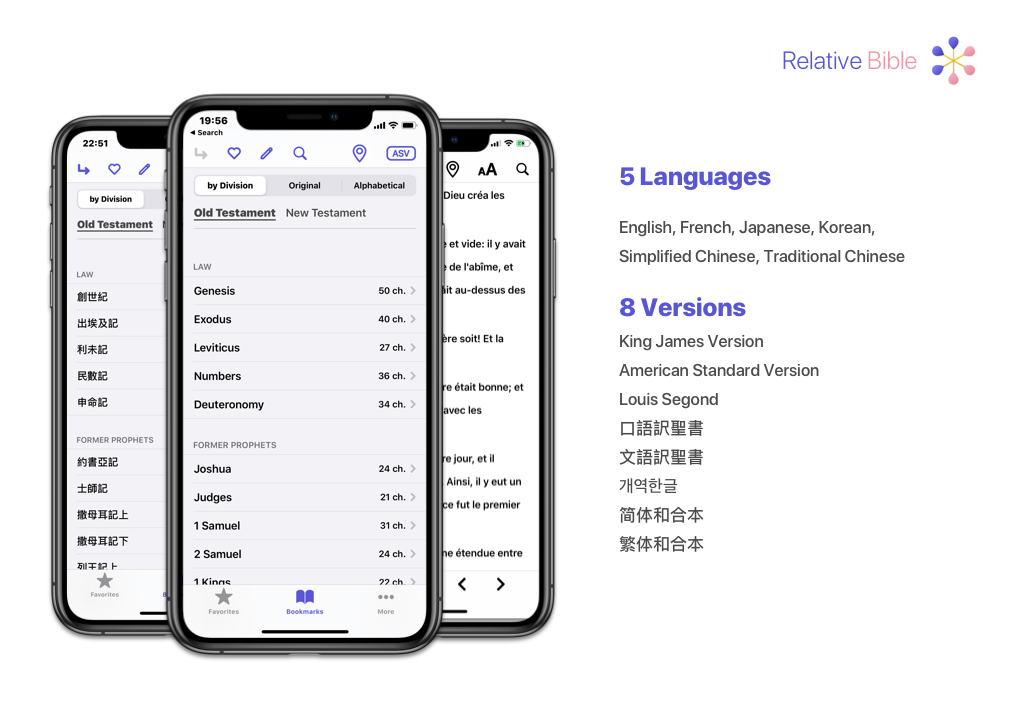 Relative Bible
22:51
by Division
Old Testament
LAW
創世紀
出埃及記
利未記
民數記
申命記
FORMER PROPHETS
約書亞記
士師記
撒母耳記上
撒母耳記下
列王記上
Favorites
19:56
Search
ASV
by Division Original Alphabetical
Old Testament New Testament
LAW
Genesis 50 ch.
Exodus 40 ch.
Leviticus 27 ch.
Numbers 36 ch.
Deuteronomy 34 ch.
FORMER PROPHETS
Joshua 24 ch.
Judges 21 ch.
1 Samuel 31 ch.
2 Samuel 24 ch.
1 Kings 22 ch.
Favorites Bookmarks More
AA
Dieu créa les
et vide: il y avait
de l'abîme, et
ait au-dessus des
ère soit! Et la
re était bonne; et
avec les
re jour, et il
Ainsi, il y eut un
ce fut le premier
ne étendue entre
5 Languages
English, French, Japanese, Korean,
Simplified Chinese, Traditional Chinese
8 Versions
King James Version
American Standard Version
Louis Segond
口語訳聖書
文語訳聖書
개역한글
简体和合本
繁体和合本